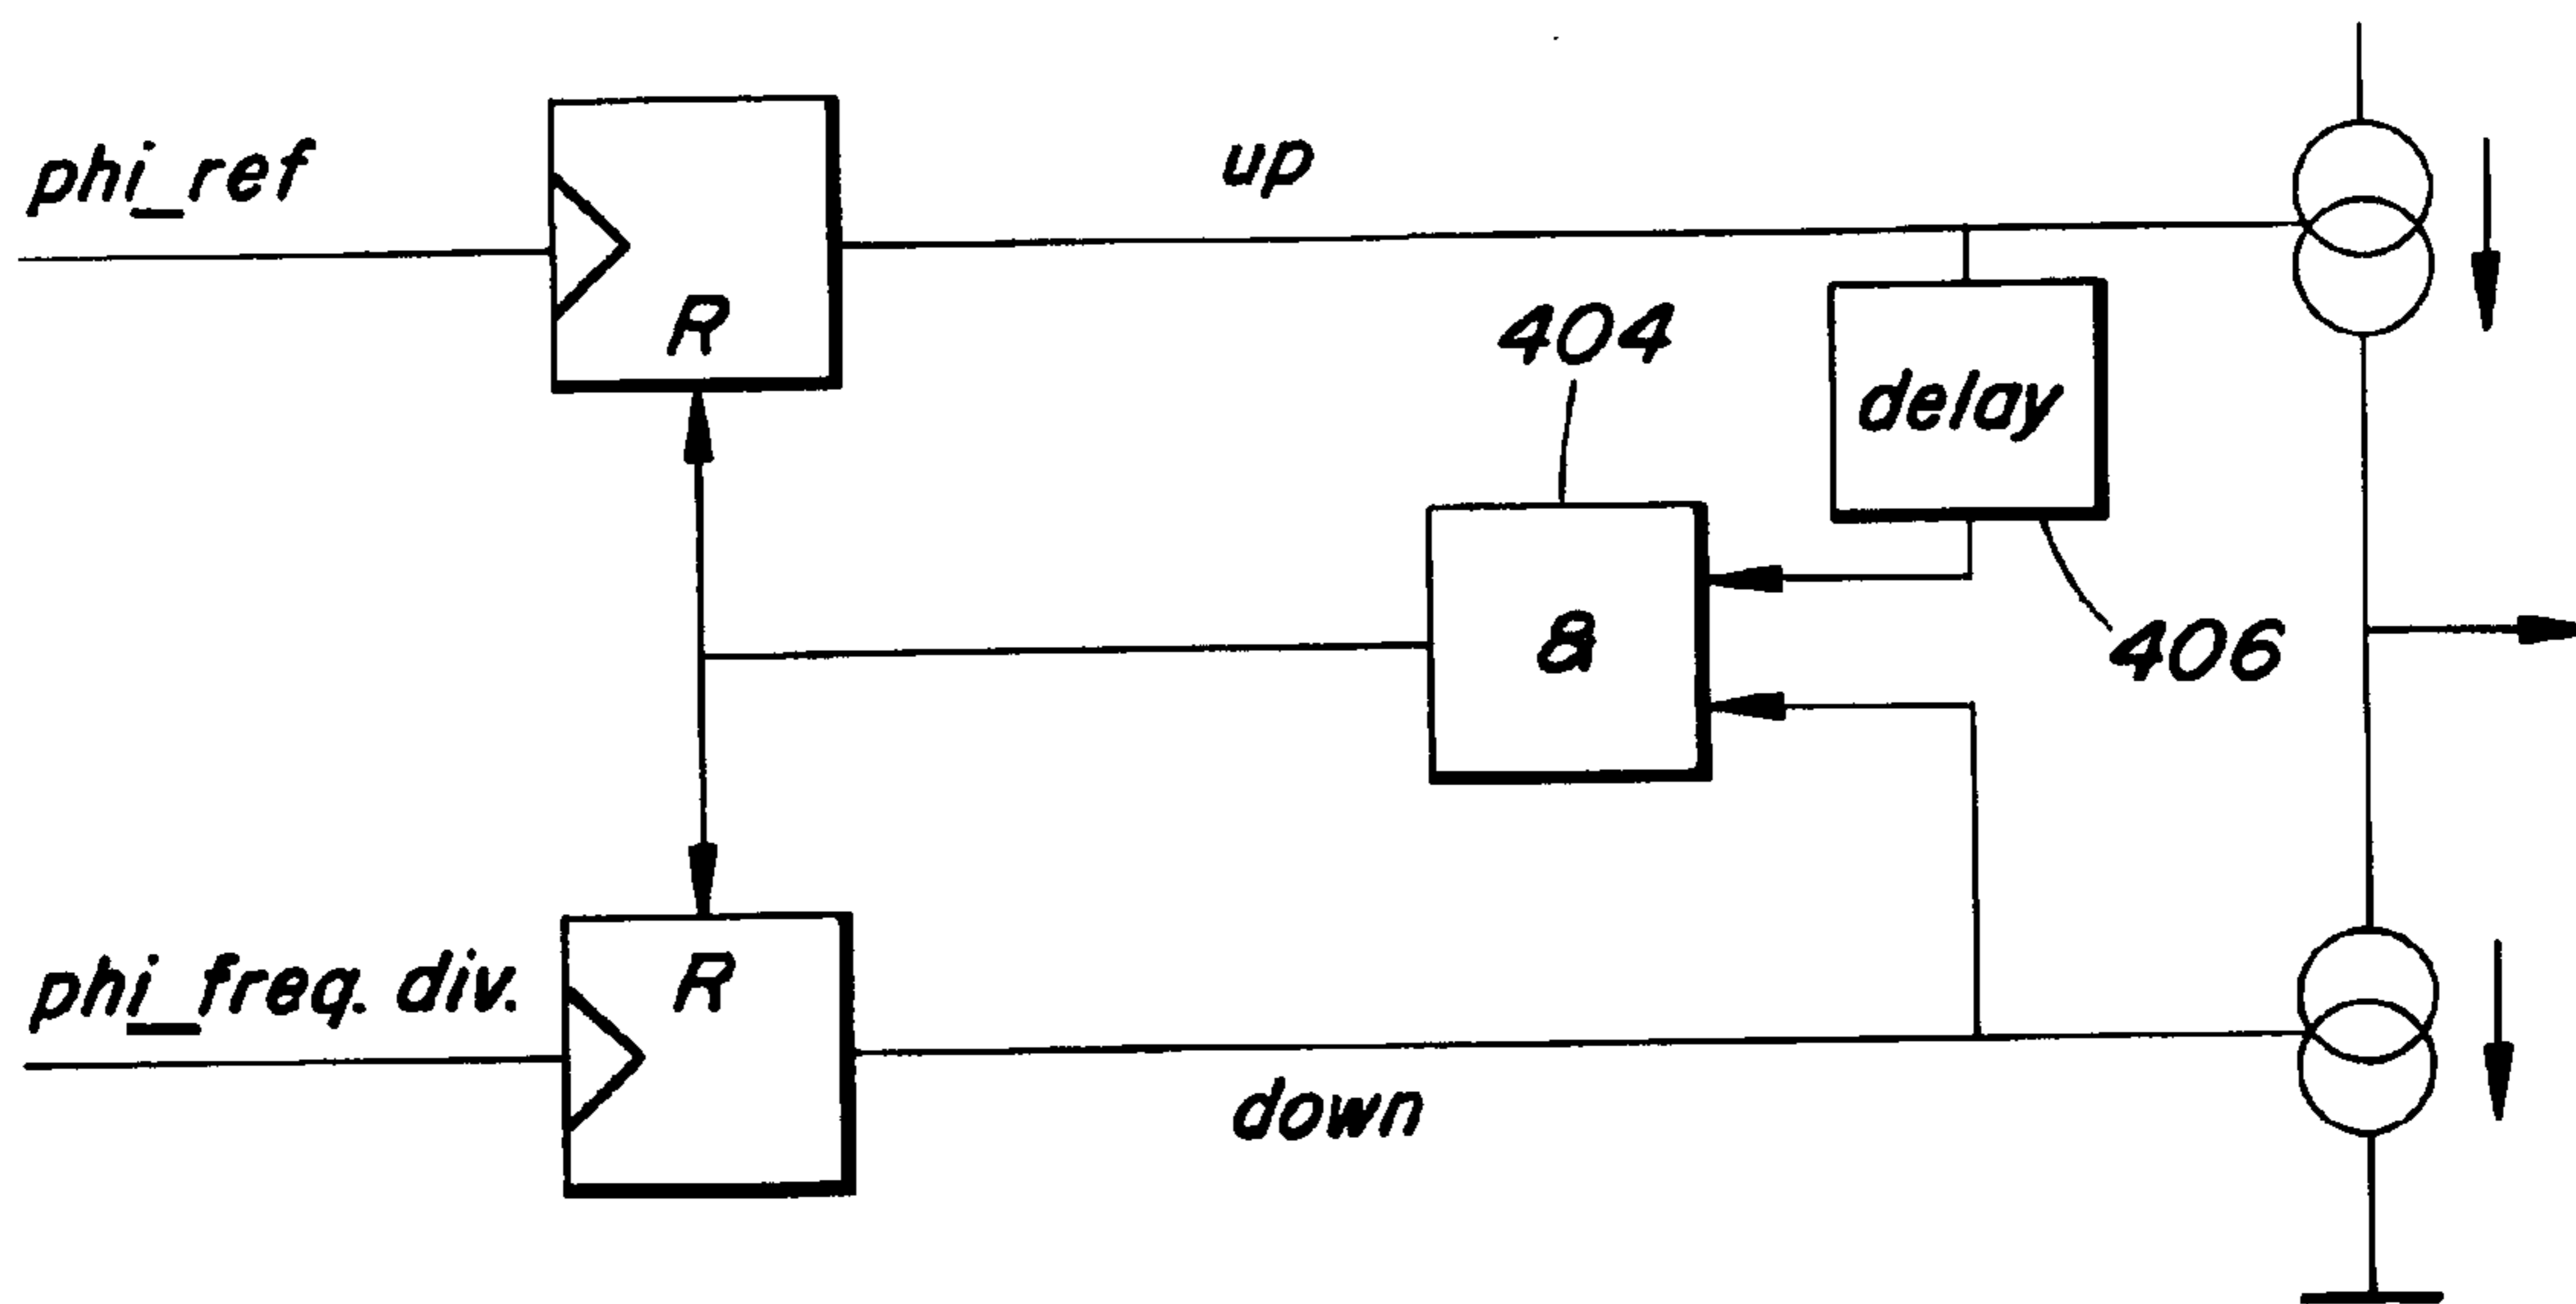 phi_ref
up
R
404
delay
&
406
phi_freq. div.
R
down